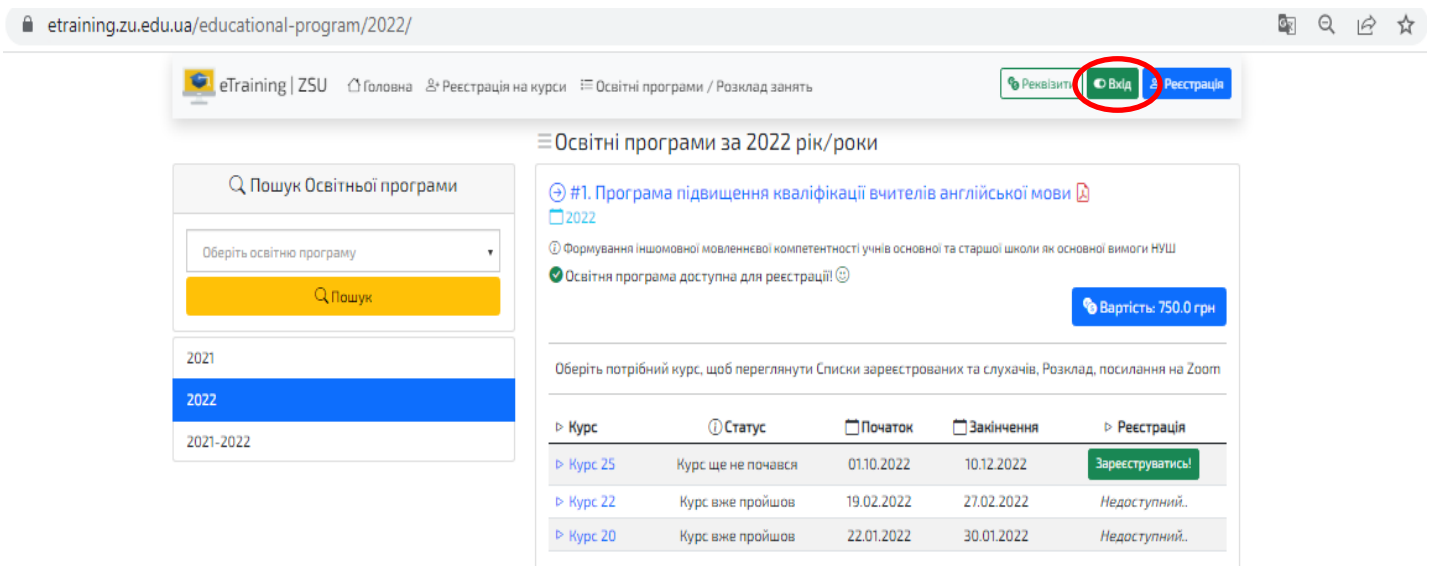 etraining.zu.edu.ua/educational-program/2022/
eTraining | ZSU Головна Реєстрація на курси Освітні програми / Розклад занять Реквізити Вхід Реєстрація
Освітні програми за 2022 рік/роки
Пошук Освітньої програми
Оберіть освітню програму
Пошук
2021
2022
2021-2022
#1. Програма підвищення кваліфікації вчителів англійської мови
2022
Формування іншомовної мовленнєвої компетентності учнів основної та старшої школи як основної вимоги НУШ
Освітня програма доступна для реєстрації!
Вартість: 750.0 грн
Оберіть потрібний курс, щоб переглянути Списки зареєстрованих та слухачів, Розклад, посилання на Zoom
Курс Статус Початок Закінчення Реєстрація
Курс 25 Курс ще не почався 01.10.2022 10.12.2022 Зареєструватись!
Курс 22 Курс вже пройшов 19.02.2022 27.02.2022 Недоступний..
Курс 20 Курс вже пройшов 22.01.2022 30.01.2022 Недоступний..